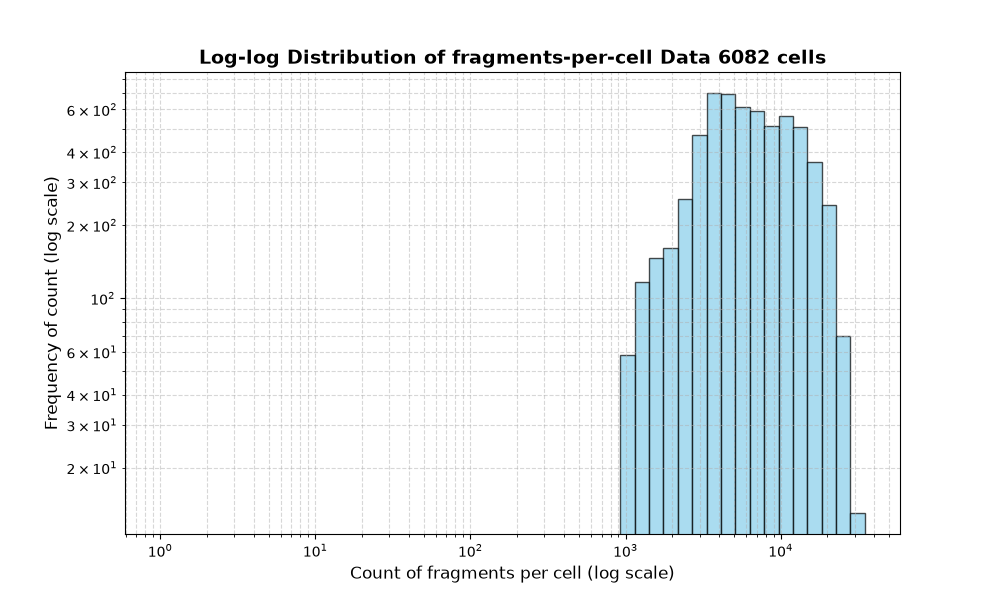 Log-log Distribution of fragments-per-cell Data 6082 cells
Frequency of count (log scale)
6 × 10²
4 × 10²
3 × 10²
2 × 10²
10²
6 × 10¹
4 × 10¹
3 × 10¹
2 × 10¹
10⁰ 10¹ 10² 10³ 10⁴
Count of fragments per cell (log scale)